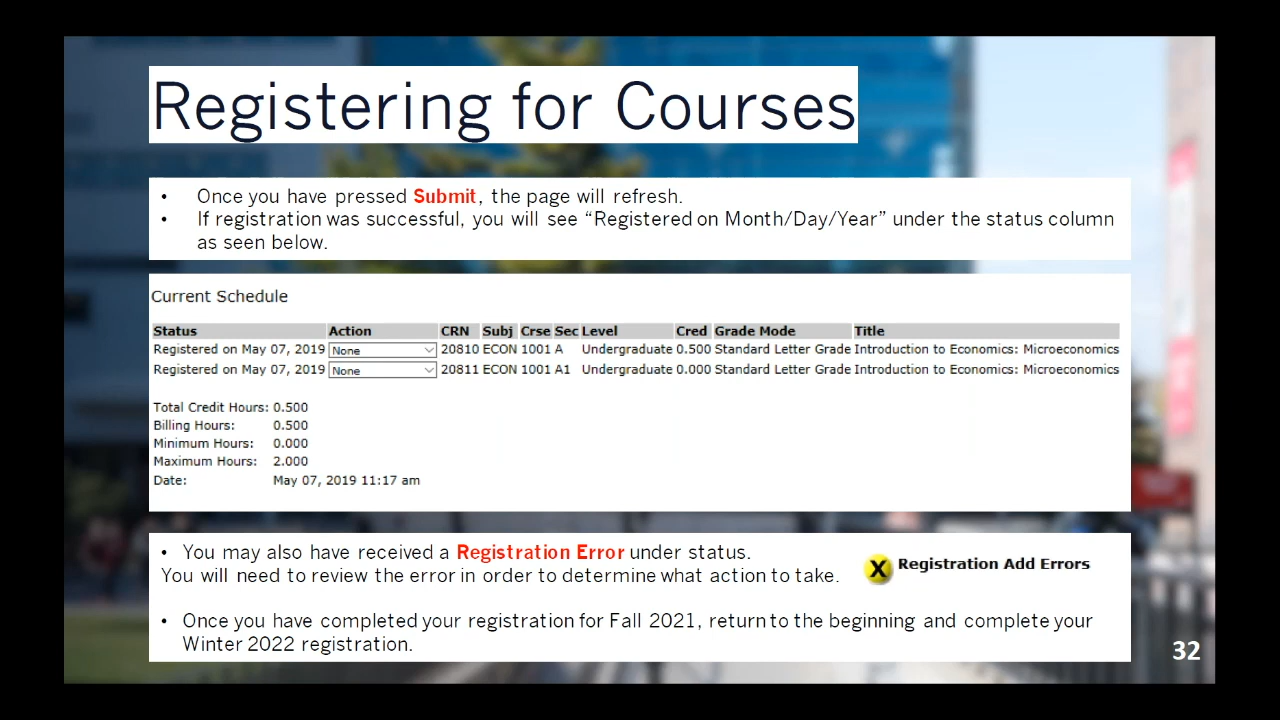 Registering for Courses
• Once you have pressed Submit, the page will refresh.
• If registration was successful, you will see “Registered on Month/Day/Year” under the status column
as seen below.
Current Schedule
Status Action CRN Subj Crse Sec Level Cred Grade Mode Title
Registered on May 07, 2019 None 20810 ECON 1001 A Undergraduate 0.500 Standard Letter Grade Introduction to Economics: Microeconomics
Registered on May 07, 2019 None 20811 ECON 1001 A1 Undergraduate 0.000 Standard Letter Grade Introduction to Economics: Microeconomics
Total Credit Hours: 0.500
Billing Hours: 0.500
Minimum Hours: 0.000
Maximum Hours: 2.000
Date: May 07, 2019 11:17 am
• You may also have received a Registration Error under status.
You will need to review the error in order to determine what action to take.
X Registration Add Errors
• Once you have completed your registration for Fall 2021, return to the beginning and complete your
Winter 2022 registration.
32